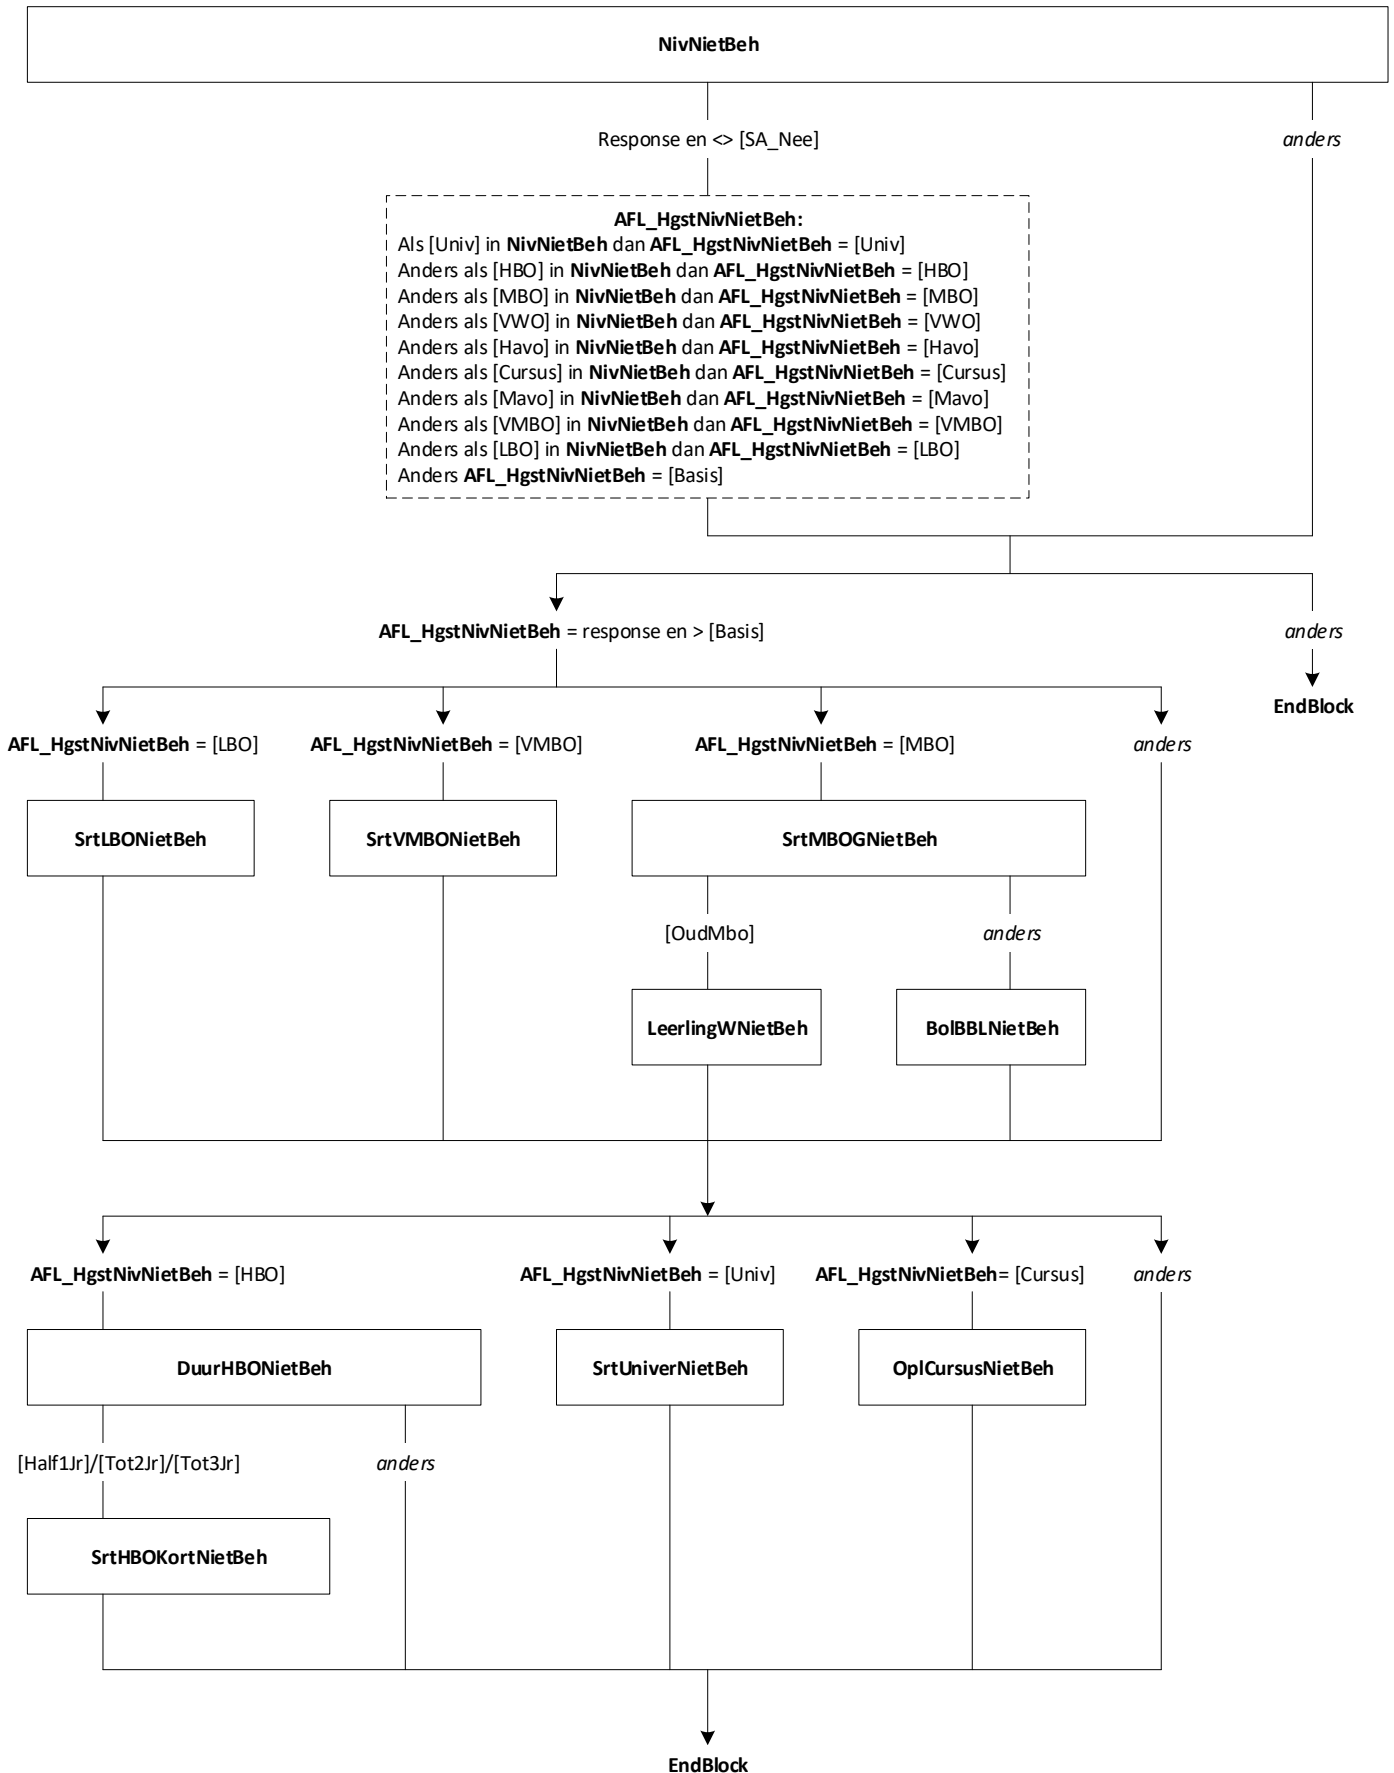 NivNietBeh
Response en <> [SA_Nee]
anders
AFL_HgstNivNietBeh:
Als [Univ] in NivNietBeh dan AFL_HgstNivNietBeh = [Univ]
Anders als [HBO] in NivNietBeh dan AFL_HgstNivNietBeh = [HBO]
Anders als [MBO] in NivNietBeh dan AFL_HgstNivNietBeh = [MBO]
Anders als [VWO] in NivNietBeh dan AFL_HgstNivNietBeh = [VWO]
Anders als [Havo] in NivNietBeh dan AFL_HgstNivNietBeh = [Havo]
Anders als [Cursus] in NivNietBeh dan AFL_HgstNivNietBeh = [Cursus]
Anders als [Mavo] in NivNietBeh dan AFL_HgstNivNietBeh = [Mavo]
Anders als [VMBO] in NivNietBeh dan AFL_HgstNivNietBeh = [VMBO]
Anders als [LBO] in NivNietBeh dan AFL_HgstNivNietBeh = [LBO]
Anders AFL_HgstNivNietBeh = [Basis]
AFL_HgstNivNietBeh = response en > [Basis]
anders
EndBlock
AFL_HgstNivNietBeh = [LBO]
AFL_HgstNivNietBeh = [VMBO]
AFL_HgstNivNietBeh = [MBO]
anders
SrtLBONietBeh
SrtVMBONietBeh
SrtMBOGNietBeh
[OudMbo]
anders
LeerlingWNietBeh
BolBBLNietBeh
AFL_HgstNivNietBeh = [HBO]
AFL_HgstNivNietBeh = [Univ]
AFL_HgstNivNietBeh= [Cursus]
anders
DuurHBONietBeh
SrtUniverNietBeh
OplCursusNietBeh
[Half1Jr]/[Tot2Jr]/[Tot3Jr]
anders
SrtHBOKortNietBeh
EndBlock